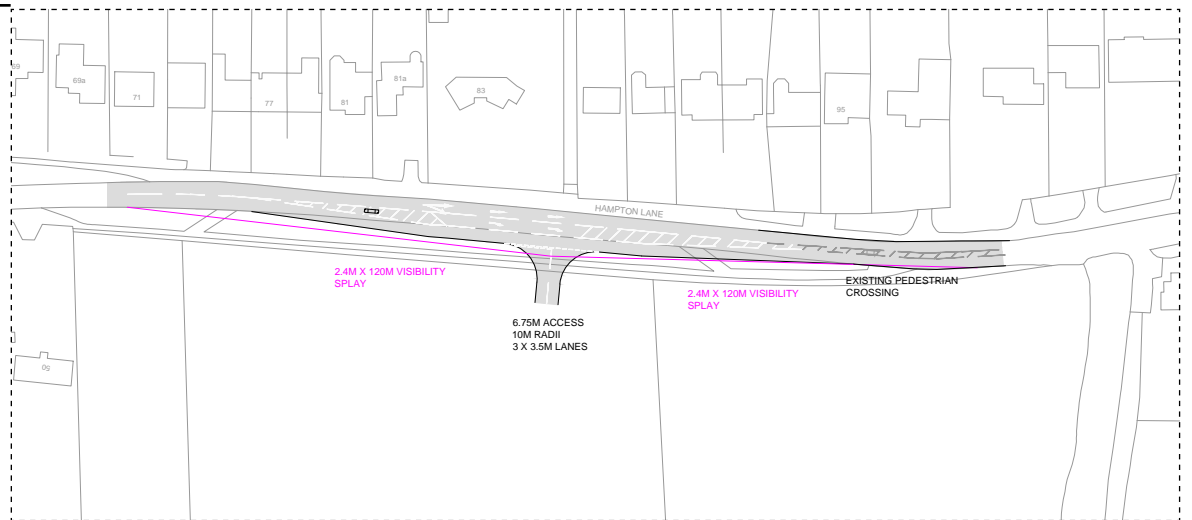 69
69a
71
77
81
81a
83
95
HAMPTON LANE
2.4M X 120M VISIBILITY
SPLAY
2.4M X 120M VISIBILITY
SPLAY
EXISTING PEDESTRIAN
CROSSING
6.75M ACCESS
10M RADII
3 X 3.5M LANES
50